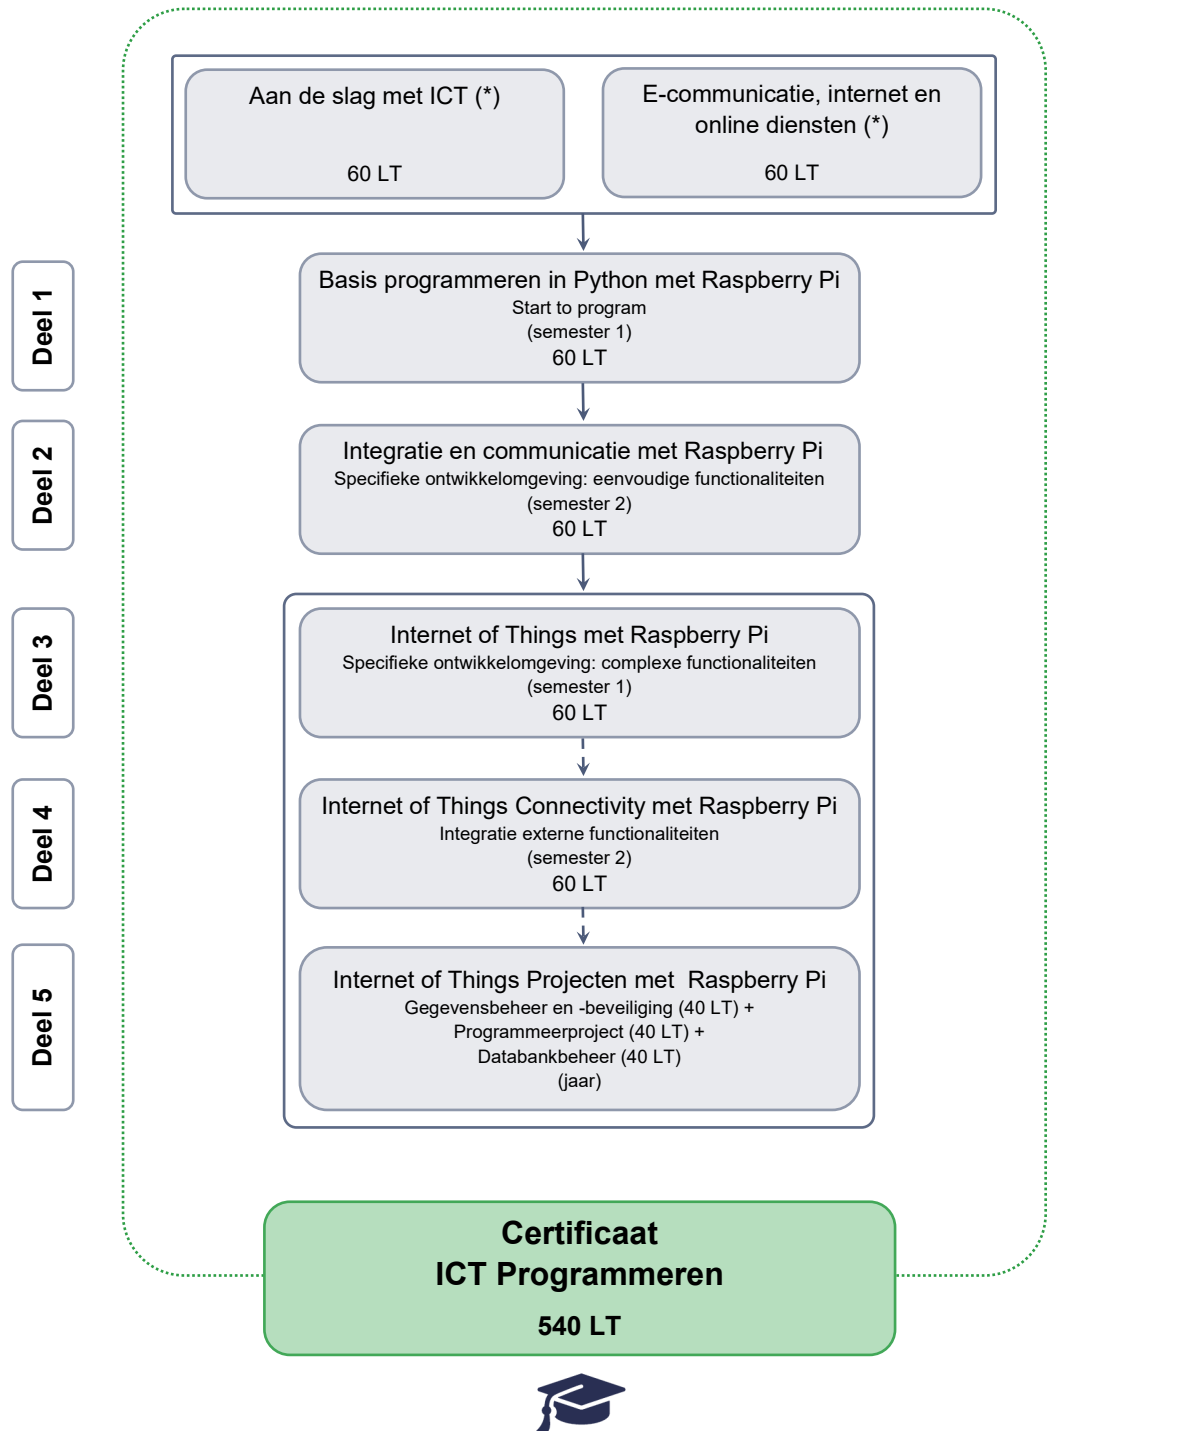 Aan de slag met ICT (*)
60 LT
E-communicatie, internet en
online diensten (*)
60 LT
Deel 1
Basis programmeren in Python met Raspberry Pi
Start to program
(semester 1)
60 LT
Deel 2
Integratie en communicatie met Raspberry Pi
Specifieke ontwikkelomgeving: eenvoudige functionaliteiten
(semester 2)
60 LT
Deel 3
Internet of Things met Raspberry Pi
Specifieke ontwikkelomgeving: complexe functionaliteiten
(semester 1)
60 LT
Deel 4
Internet of Things Connectivity met Raspberry Pi
Integratie externe functionaliteiten
(semester 2)
60 LT
Deel 5
Internet of Things Projecten met  Raspberry Pi
Gegevensbeheer en -beveiliging (40 LT) +
Programmeerproject (40 LT) +
Databankbeheer (40 LT)
(jaar)
Certificaat
ICT Programmeren
540 LT